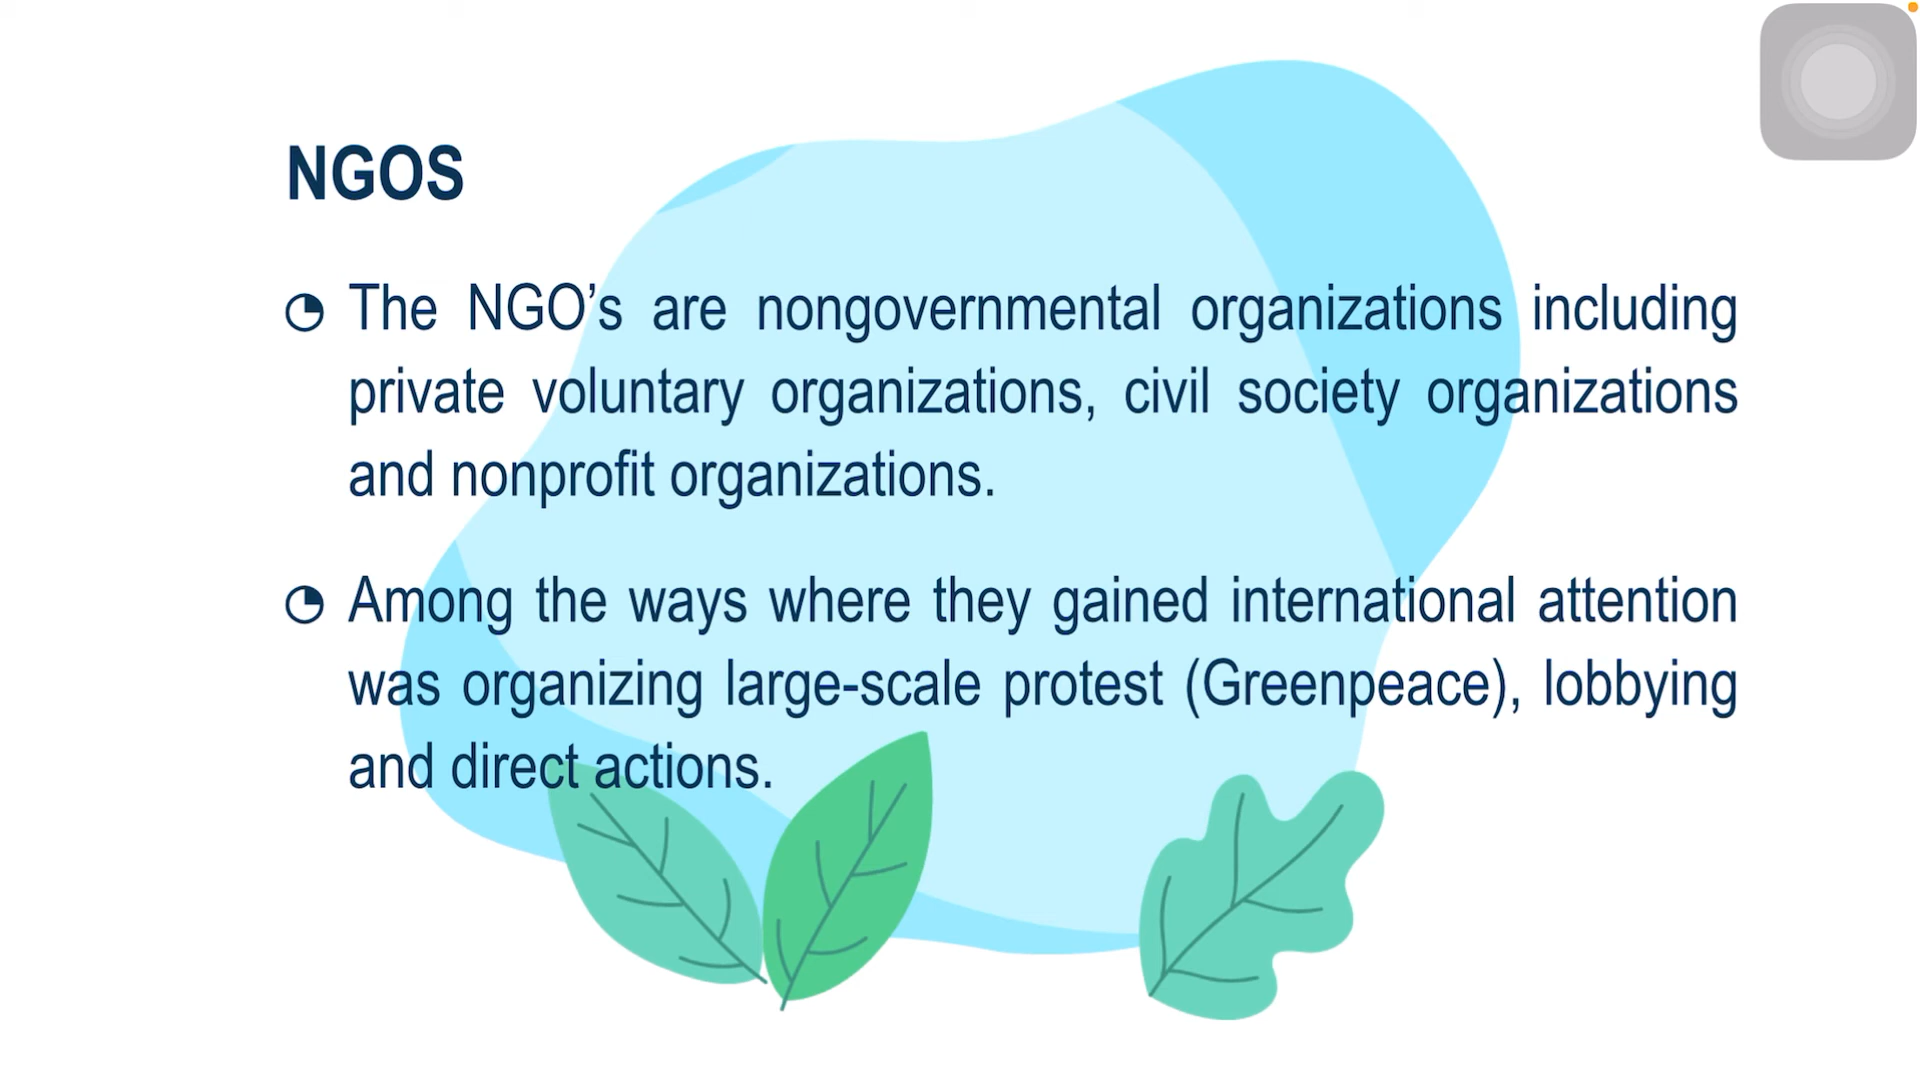 NGOS
The NGO’s are nongovernmental organizations including
private voluntary organizations, civil society organizations
and nonprofit organizations.
Among the ways where they gained international attention
was organizing large-scale protest (Greenpeace), lobbying
and direct actions.